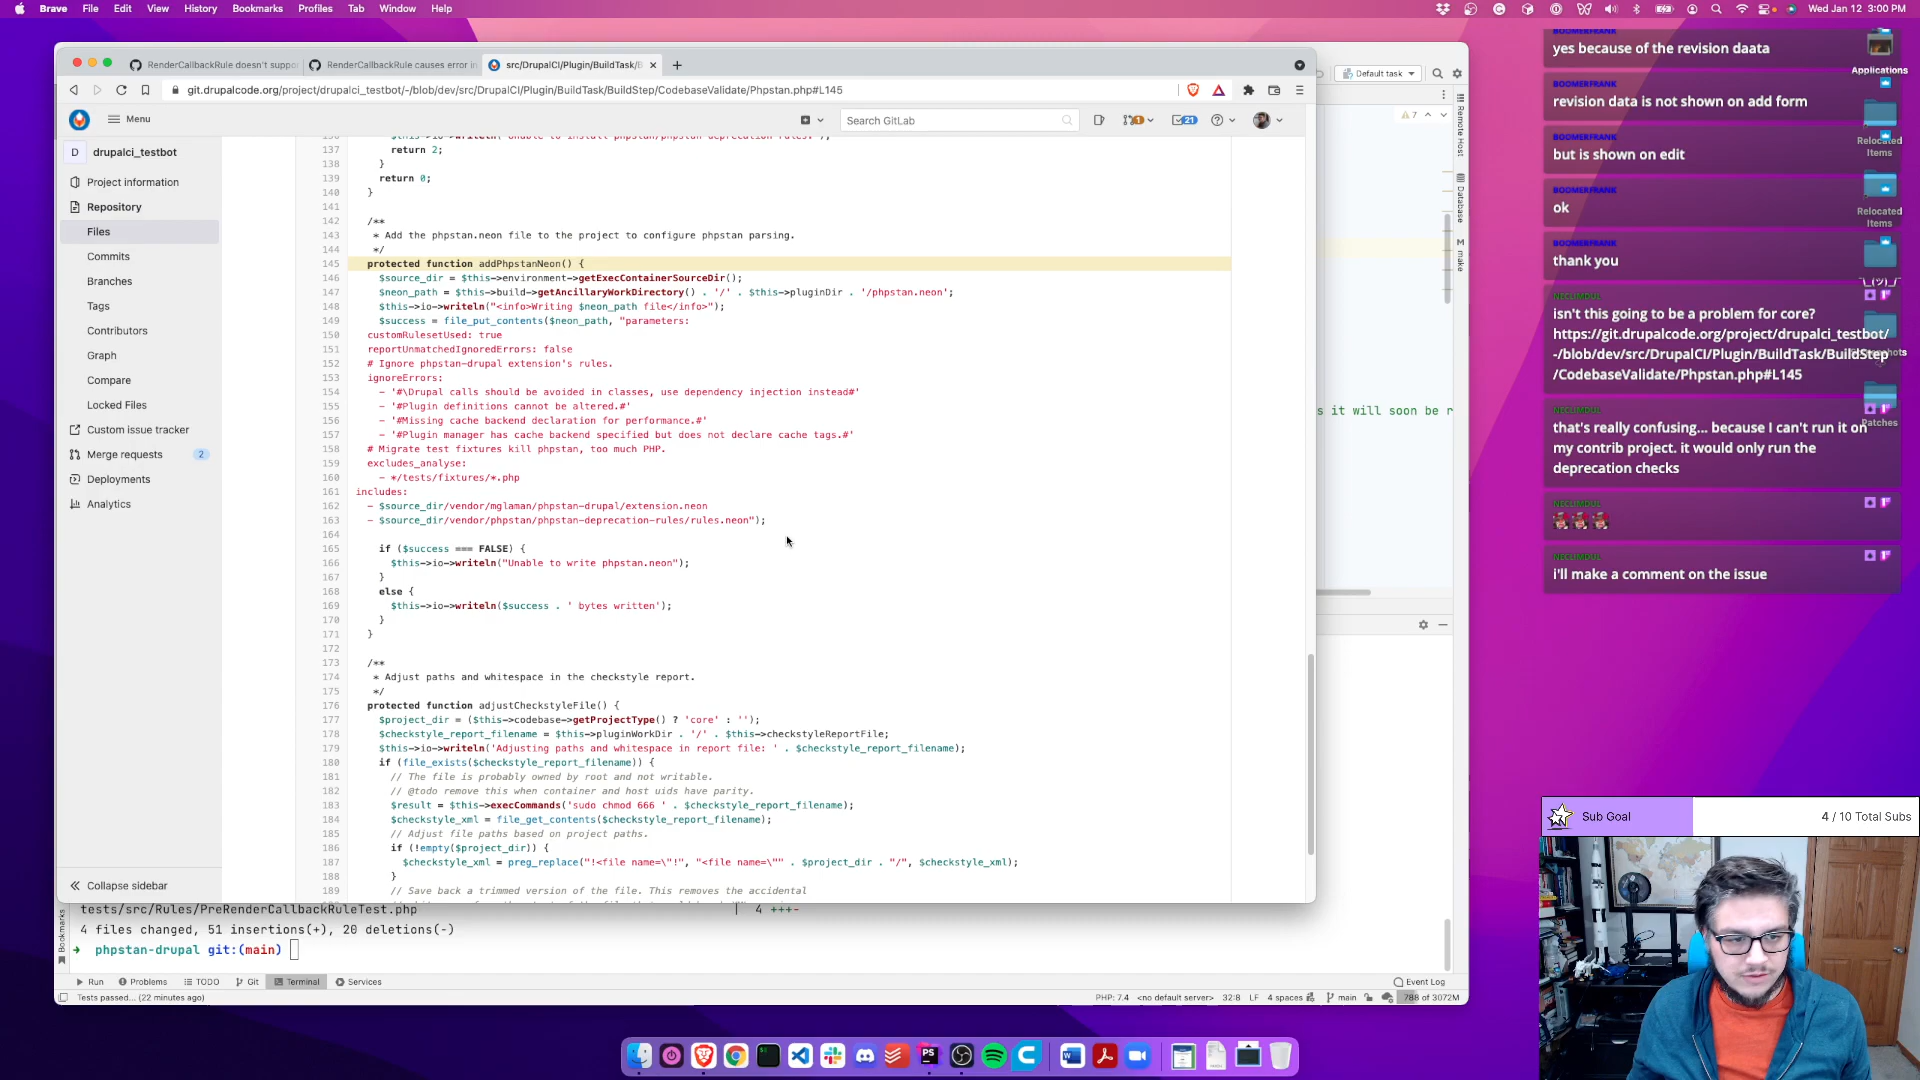 Brave File Edit View History Bookmarks Profiles Tab Window Help
Wed Jan 12 3:00 PM
RenderCallbackRule doesn't suppo
RenderCallbackRule causes error in
src/DrupalCI/Plugin/BuildTask/B
Default task
git.drupalcode.org/project/drupalci_testbot/-/blob/dev/src/DrupalCI/Plugin/BuildTask/BuildStep/CodebaseValidate/Phpstan.php#L145
Menu
Search GitLab
1
21
7
D drupalci_testbot
Project information
Repository
Files
Commits
Branches
Tags
Contributors
Graph
Compare
Locked Files
Custom issue tracker
Merge requests 2
Deployments
Analytics
Collapse sidebar
137 return 2;
138 }
139 return 0;
140 }
141
142 /**
143 * Add the phpstan.neon file to the project to configure phpstan parsing.
144 */
145 protected function addPhpstanNeon() {
146 $source_dir = $this->environment->getExecContainerSourceDir();
147 $neon_path = $this->build->getAncillaryWorkDirectory() . '/' . $this->pluginDir . '/phpstan.neon';
148 $this->io->writeln("<info>Writing $neon_path file</info>");
149 $success = file_put_contents($neon_path, "parameters:
150 customRulesetUsed: true
151 reportUnmatchedIgnoredErrors: false
152 # Ignore phpstan-drupal extension's rules.
153 ignoreErrors:
154 - '#\Drupal calls should be avoided in classes, use dependency injection instead#'
155 - '#Plugin definitions cannot be altered.#'
156 - '#Missing cache backend declaration for performance.#'
157 - '#Plugin manager has cache backend specified but does not declare cache tags.#'
158 # Migrate test fixtures kill phpstan, too much PHP.
159 excludes_analyse:
160 - */tests/fixtures/*.php
161 includes:
162 - $source_dir/vendor/mglaman/phpstan-drupal/extension.neon
163 - $source_dir/vendor/phpstan/phpstan-deprecation-rules/rules.neon");
164
165 if ($success === FALSE) {
166 $this->io->writeln("Unable to write phpstan.neon");
167 }
168 else {
169 $this->io->writeln($success . ' bytes written');
170 }
171 }
172
173 /**
174 * Adjust paths and whitespace in the checkstyle report.
175 */
176 protected function adjustCheckstyleFile() {
177 $project_dir = ($this->codebase->getProjectType() ? 'core' : '');
178 $checkstyle_report_filename = $this->pluginWorkDir . '/' . $this->checkstyleReportFile;
179 $this->io->writeln('Adjusting paths and whitespace in report file: ' . $checkstyle_report_filename);
180 if (file_exists($checkstyle_report_filename)) {
181 // The file is probably owned by root and not writable.
182 // @todo remove this when container and host uids have parity.
183 $result = $this->execCommands('sudo chmod 666 ' . $checkstyle_report_filename);
184 $checkstyle_xml = file_get_contents($checkstyle_report_filename);
185 // Adjust file paths based on project paths.
186 if (!empty($project_dir)) {
187 $checkstyle_xml = preg_replace("!<file name=\"!", "<file name=\"" . $project_dir . "/", $checkstyle_xml);
188 }
189 // Save back a trimmed version of the file. This removes the accidental
Remote Host
Database
M make
s it will soon be r
Bookmarks
tests/src/Rules/PreRenderCallbackRuleTest.php | 4 +++-
4 files changed, 51 insertions(+), 20 deletions(-)
→ phpstan-drupal git:(main)
Run Problems TODO Git Terminal Services
Event Log
Tests passed... (22 minutes ago)
PHP: 7.4 <no default server> 32:8 LF 4 spaces main 788 of 3072M
BOOMERFRANK
yes because of the revision daata
BOOMERFRANK
revision data is not shown on add form
BOOMERFRANK
but is shown on edit
BOOMERFRANK
ok
BOOMERFRANK
thank you
NECUMDUL
isn't this going to be a problem for core?
https://git.drupalcode.org/project/drupalci_testbot/
-/blob/dev/src/DrupalCI/Plugin/BuildTask/BuildStep
/CodebaseValidate/Phpstan.php#L145
that's really confusing... because I can't run it on
my contrib project. it would only run the
deprecation checks
i'll make a comment on the issue
Applications
Relocated Items
Relocated Items
¯\_(ツ)_/¯
Patches
Sub Goal
4 / 10 Total Subs
PS